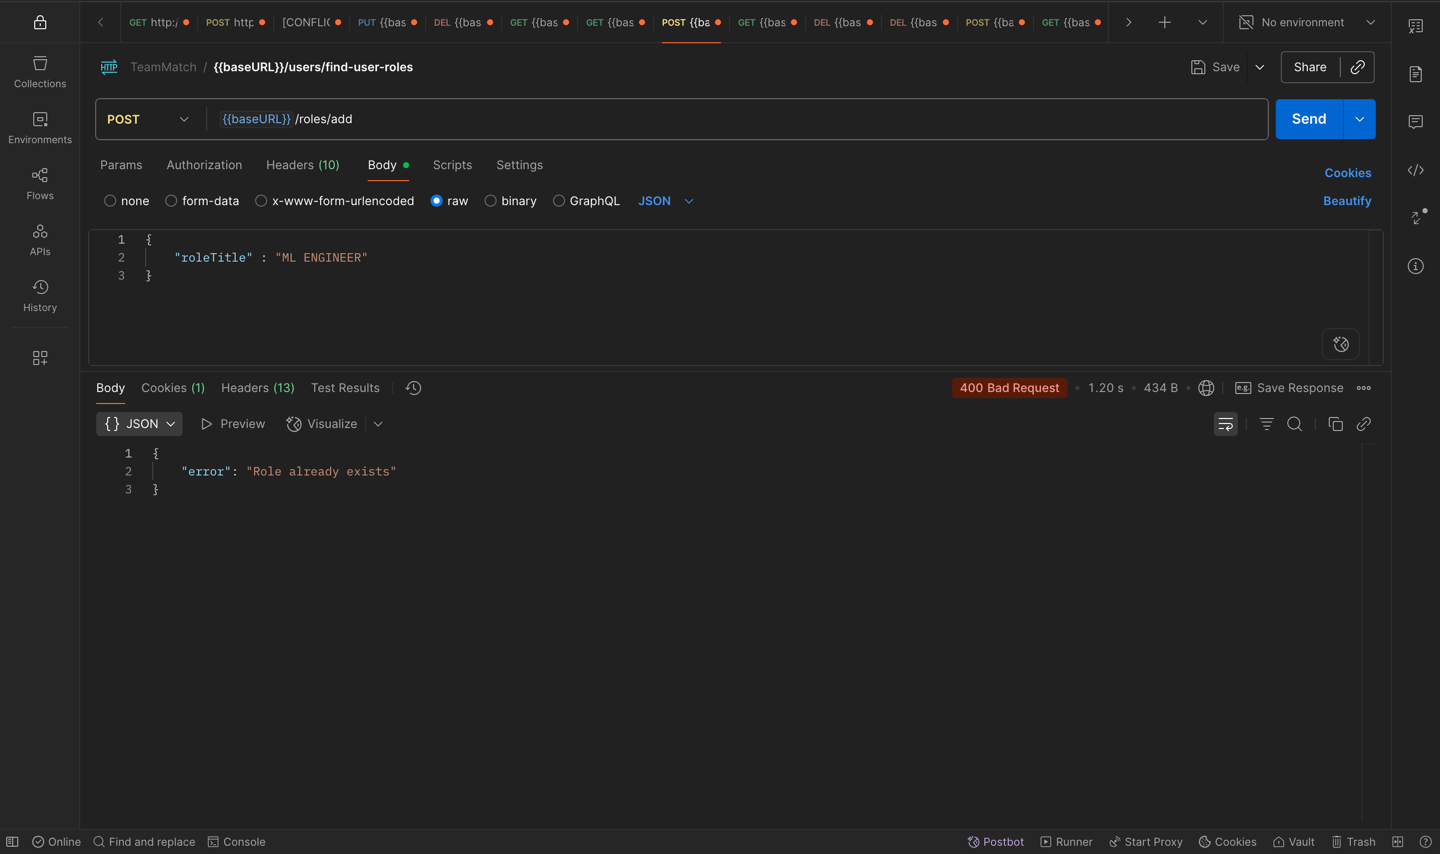 GET http:/ POST http [CONFLIC PUT {{bas DEL {{bas GET {{bas GET {{bas POST {{ba GET {{bas DEL {{bas DEL {{bas POST {{ba GET {{bas No environment
Collections
Environments
Flows
APIs
History
HTTP TeamMatch / {{baseURL}}/users/find-user-roles Save Share
POST {{baseURL}} /roles/add Send
Params Authorization Headers (10) Body Scripts Settings Cookies
none form-data x-www-form-urlencoded raw binary GraphQL JSON Beautify
1 {
2 "roleTitle" : "ML ENGINEER"
3 }
Body Cookies (1) Headers (13) Test Results 400 Bad Request • 1.20 s • 434 B • e.g. Save Response
{} JSON Preview Visualize
1 {
2 "error": "Role already exists"
3 }
Online Find and replace Console Postbot Runner Start Proxy Cookies Vault Trash